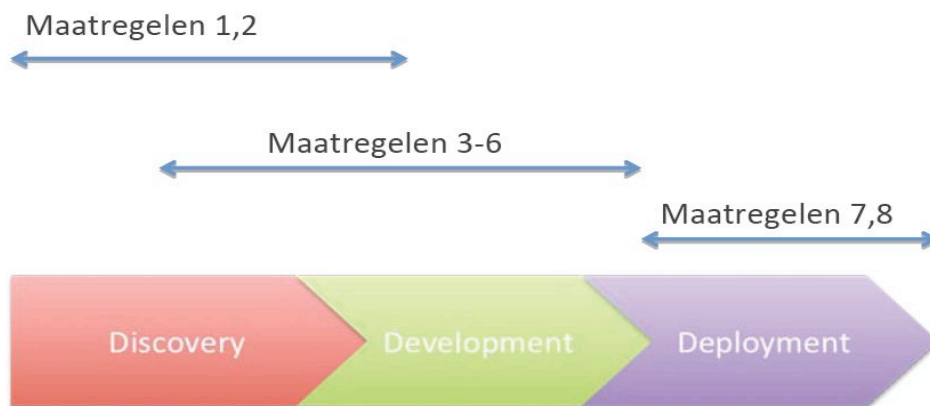 Maatregelen 1,2
Maatregelen 3-6
Maatregelen 7,8
Discovery
Development
Deployment